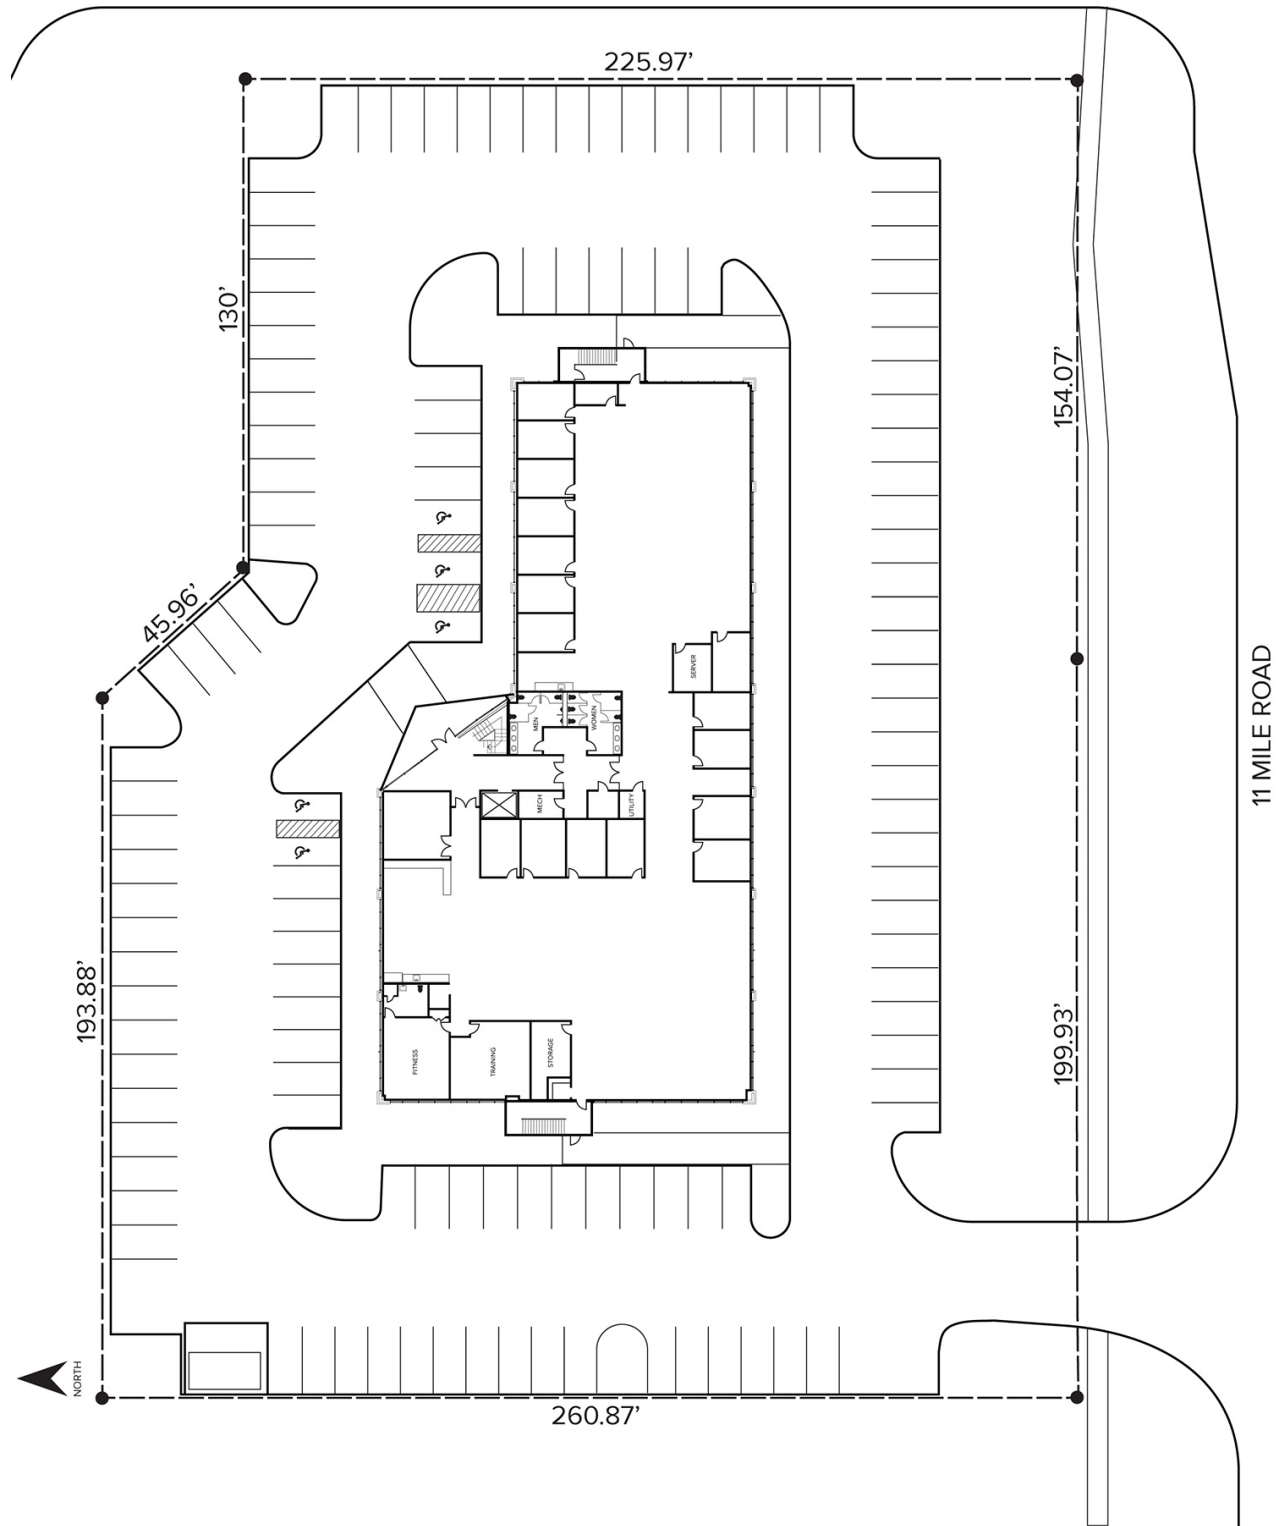 225.97’
130’
154.07’
45.96’
11 MILE ROAD
SERVER
MEN
WOMEN
MECH
UTILITY
193.88’
199.93’
FITNESS
TRAINING
STORAGE
NORTH
260.87’